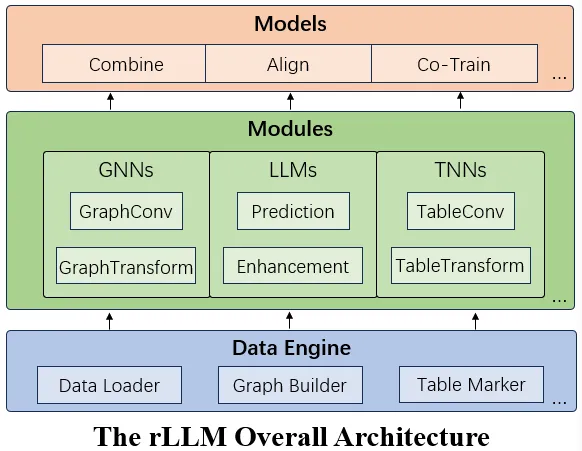 Models
Combine Align Co-Train
...
Modules
GNNs LLMs TNNs
GraphConv Prediction TableConv
GraphTransform Enhancement TableTransform
...
Data Engine
Data Loader Graph Builder Table Marker
...
The rLLM Overall Architecture